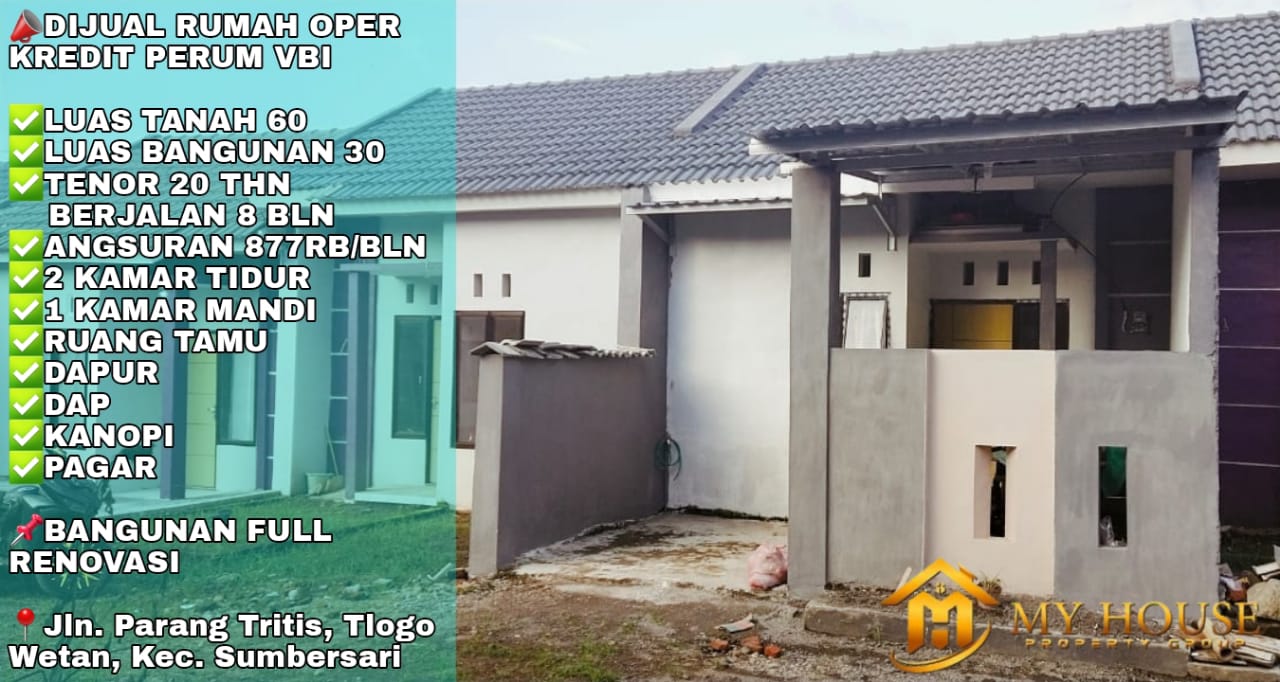 📣DIJUAL RUMAH OPER
KREDIT PERUM VBI
✅LUAS TANAH 60
✅LUAS BANGUNAN 30
✅TENOR 20 THN
BERJALAN 8 BLN
✅ANGSURAN 877RB/BLN
✅2 KAMAR TIDUR
✅1 KAMAR MANDI
✅RUANG TAMU
✅DAPUR
✅DAP
✅KANOPI
✅PAGAR
📌BANGUNAN FULL
RENOVASI
📍Jln. Parang Tritis, Tlogo
Wetan, Kec. Sumbersari
MY HOUSE
PROPERTY GROUP